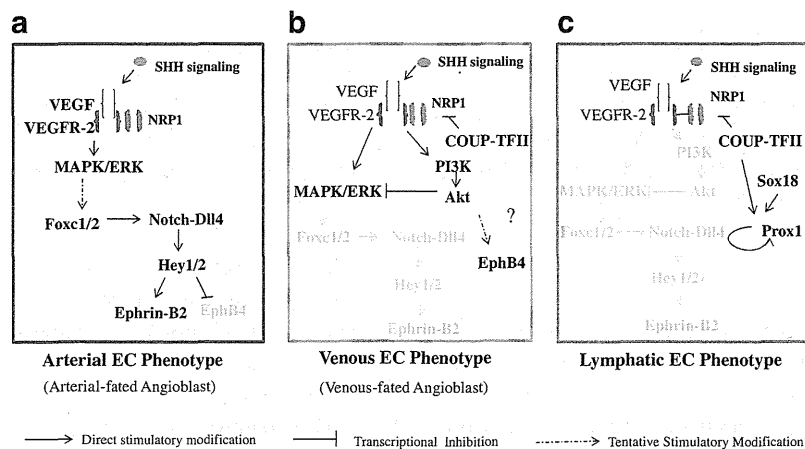 a
SHH signaling
VEGF
VEGFR-2
NRP1
MAPK/ERK
Foxc1/2
Notch-Dll4
Hey1/2
Ephrin-B2
EphB4
Arterial EC Phenotype
(Arterial-fated Angioblast)
b
SHH signaling
VEGF
VEGFR-2
NRP1
COUP-TFII
PI3K
MAPK/ERK
Akt
?
Foxc1/2
Notch-Dll4
EphB4
Hey1/2
Ephrin-B2
Venous EC Phenotype
(Venous-fated Angioblast)
c
SHH signaling
VEGF
VEGFR-2
NRP1
COUP-TFII
PI3K
Sox18
MAPK/ERK
Akt
Foxc1/2
Notch-Dll4
Prox1
Hey1/2
Ephrin-B2
Lymphatic EC Phenotype
Direct stimulatory modification
Transcriptional Inhibition
Tentative Stimulatory Modification